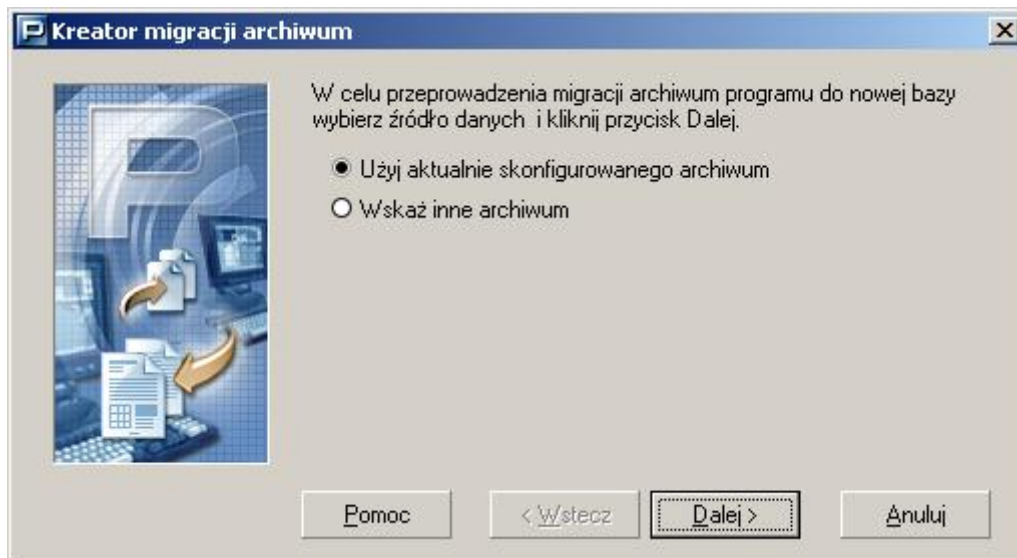 Kreator migracji archiwum
W celu przeprowadzenia migracji archiwum programu do nowej bazy
wybierz źródło danych i kliknij przycisk Dalej.
Użyj aktualnie skonfigurowanego archiwum
Wskaż inne archiwum
Pomoc
< Wstecz
Dalej >
Anuluj